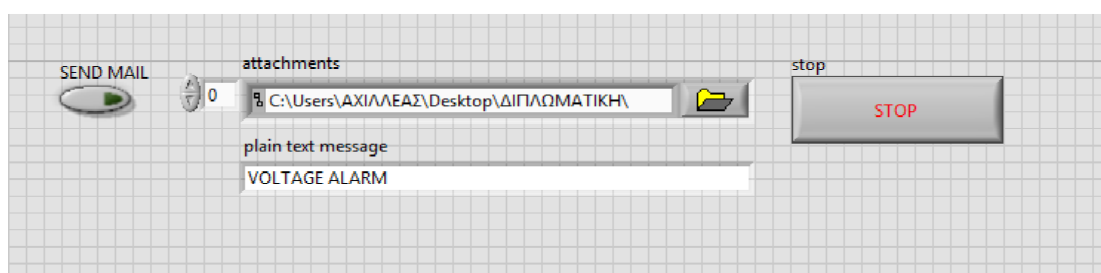 SEND MAIL
attachments
stop
0
C:\Users\ΑΧΙΛΛΕΑΣ\Desktop\ΔΙΠΛΩΜΑΤΙΚΗ\
STOP
plain text message
VOLTAGE ALARM